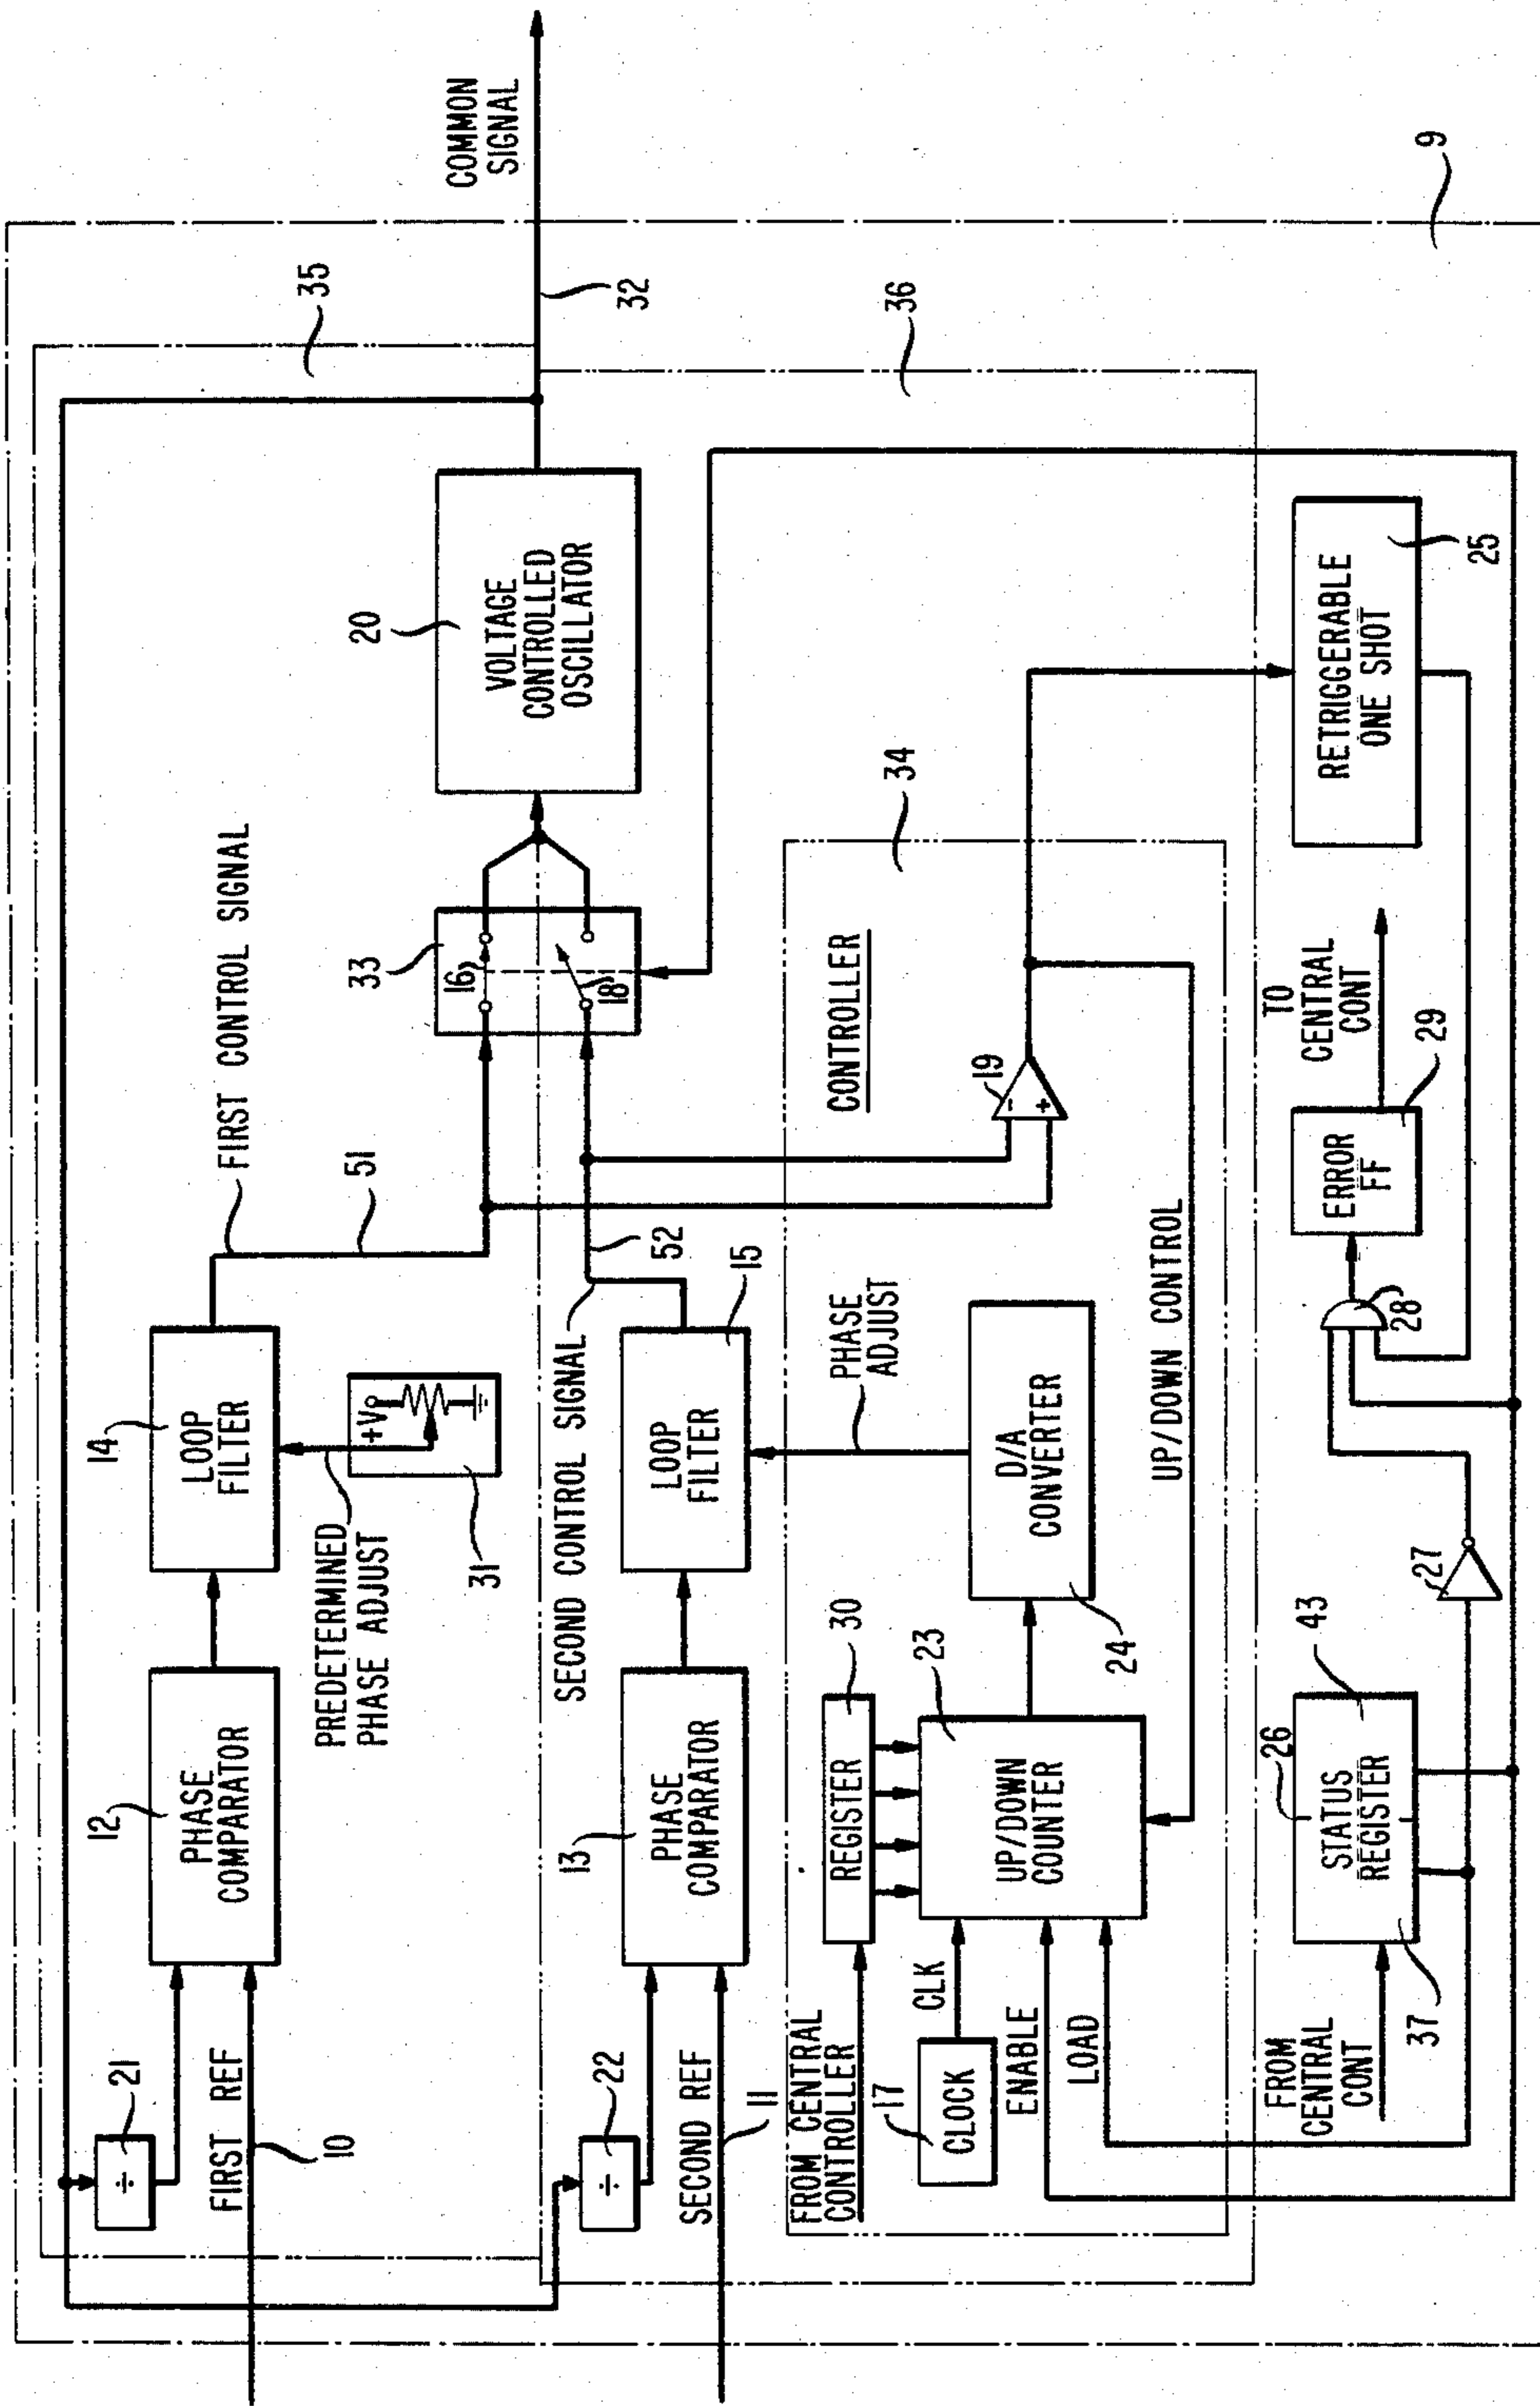 COMMON
SIGNAL
9
35
32
36
20
VOLTAGE
CONTROLLED
OSCILLATOR
33
16
18
FIRST CONTROL SIGNAL
51
52
14
LOOP
FILTER
+V
31
PREDETERMINED
PHASE ADJUST
12
PHASE
COMPARATOR
21
÷
FIRST REF
10
SECOND CONTROL SIGNAL
15
LOOP
FILTER
PHASE
ADJUST
13
PHASE
COMPARATOR
22
÷
SECOND REF
11
34
CONTROLLER
19
-
+
UP/DOWN CONTROL
D/A
CONVERTER
24
30
REGISTER
23
UP/DOWN
COUNTER
FROM CENTRAL
CONTROLLER
17
CLOCK
CLK
ENABLE
LOAD
RETRIGGERABLE
ONE SHOT
25
TO
CENTRAL
CONT
ERROR
FF
29
28
27
26
43
STATUS
REGISTER
37
FROM
CENTRAL
CONT